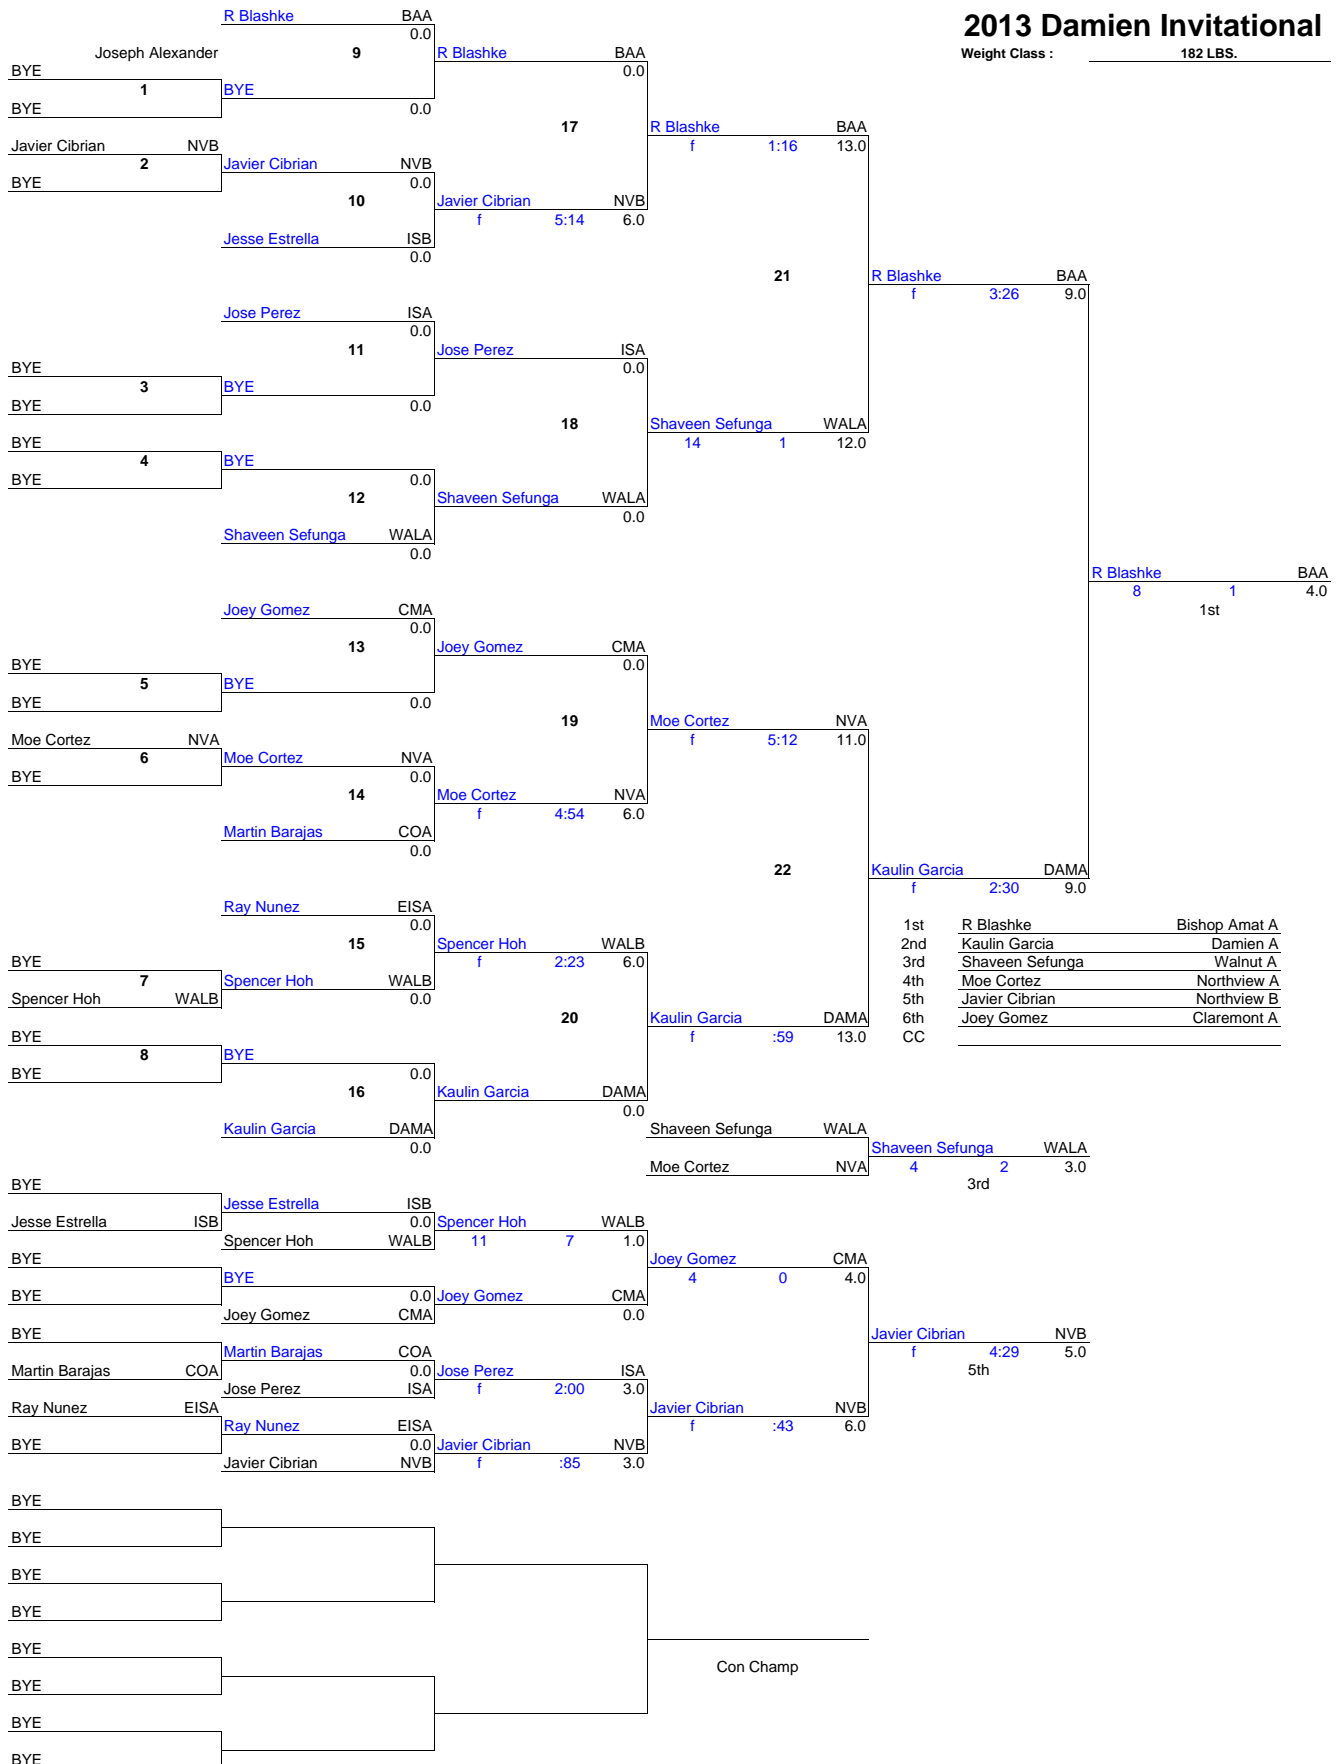 R Blashke BAA
0.0
2013 Damien Invitational
Joseph Alexander 9 R Blashke BAA
Weight Class : 182 LBS.
BYE
0.0
1 BYE
BYE 0.0
17 R Blashke BAA
f 1:16 13.0
Javier Cibrian NVB
2 Javier Cibrian NVB
BYE 0.0
10 Javier Cibrian NVB
f 5:14 6.0
Jesse Estrella ISB
0.0
21 R Blashke BAA
f 3:26 9.0
Jose Perez ISA
0.0
11 Jose Perez ISA
0.0
BYE
3 BYE
BYE 0.0
18 Shaveen Sefunga WALA
14 1 12.0
BYE
4 BYE
BYE 0.0
12 Shaveen Sefunga WALA
0.0
Shaveen Sefunga WALA
0.0
R Blashke BAA
8 1 4.0
1st
Joey Gomez CMA
0.0
13 Joey Gomez CMA
0.0
BYE
5 BYE
BYE 0.0
19 Moe Cortez NVA
f 5:12 11.0
Moe Cortez NVA
6 Moe Cortez NVA
BYE 0.0
14 Moe Cortez NVA
f 4:54 6.0
Martin Barajas COA
0.0
22 Kaulin Garcia DAMA
f 2:30 9.0
Ray Nunez EISA
0.0
1st R Blashke Bishop Amat A
2nd Kaulin Garcia Damien A
3rd Shaveen Sefunga Walnut A
4th Moe Cortez Northview A
5th Javier Cibrian Northview B
6th Joey Gomez Claremont A
CC
15 Spencer Hoh WALB
f 2:23 6.0
BYE
7 Spencer Hoh WALB
Spencer Hoh WALB 0.0
20 Kaulin Garcia DAMA
f :59 13.0
BYE
8 BYE
BYE 0.0
16 Kaulin Garcia DAMA
0.0
Kaulin Garcia DAMA
0.0
Shaveen Sefunga WALA
Shaveen Sefunga WALA
4 2 3.0
Moe Cortez NVA
3rd
BYE
Jesse Estrella ISB
Jesse Estrella ISB 0.0
Spencer Hoh WALB
11 7 1.0
Spencer Hoh WALB
BYE
Joey Gomez CMA
4 0 4.0
BYE
BYE 0.0
Joey Gomez CMA
0.0
Joey Gomez CMA
BYE
Javier Cibrian NVB
f 4:29 5.0
5th
Martin Barajas COA
Martin Barajas COA 0.0
Jose Perez ISA
f 2:00 3.0
Jose Perez ISA
Ray Nunez EISA
Javier Cibrian NVB
f :43 6.0
Ray Nunez EISA
BYE 0.0
Javier Cibrian NVB
f :85 3.0
Javier Cibrian NVB
BYE
BYE
BYE
BYE
BYE
Con Champ
BYE
BYE
BYE